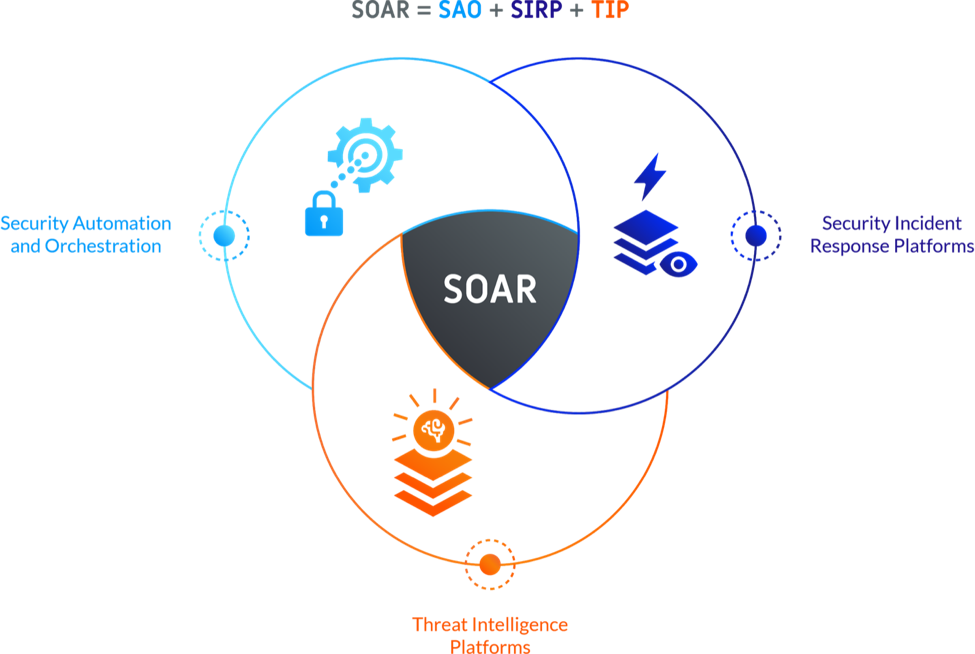 SOAR = SAO + SIRP + TIP
Security Automation
and Orchestration
SOAR
Security Incident
Response Platforms
Threat Intelligence
Platforms